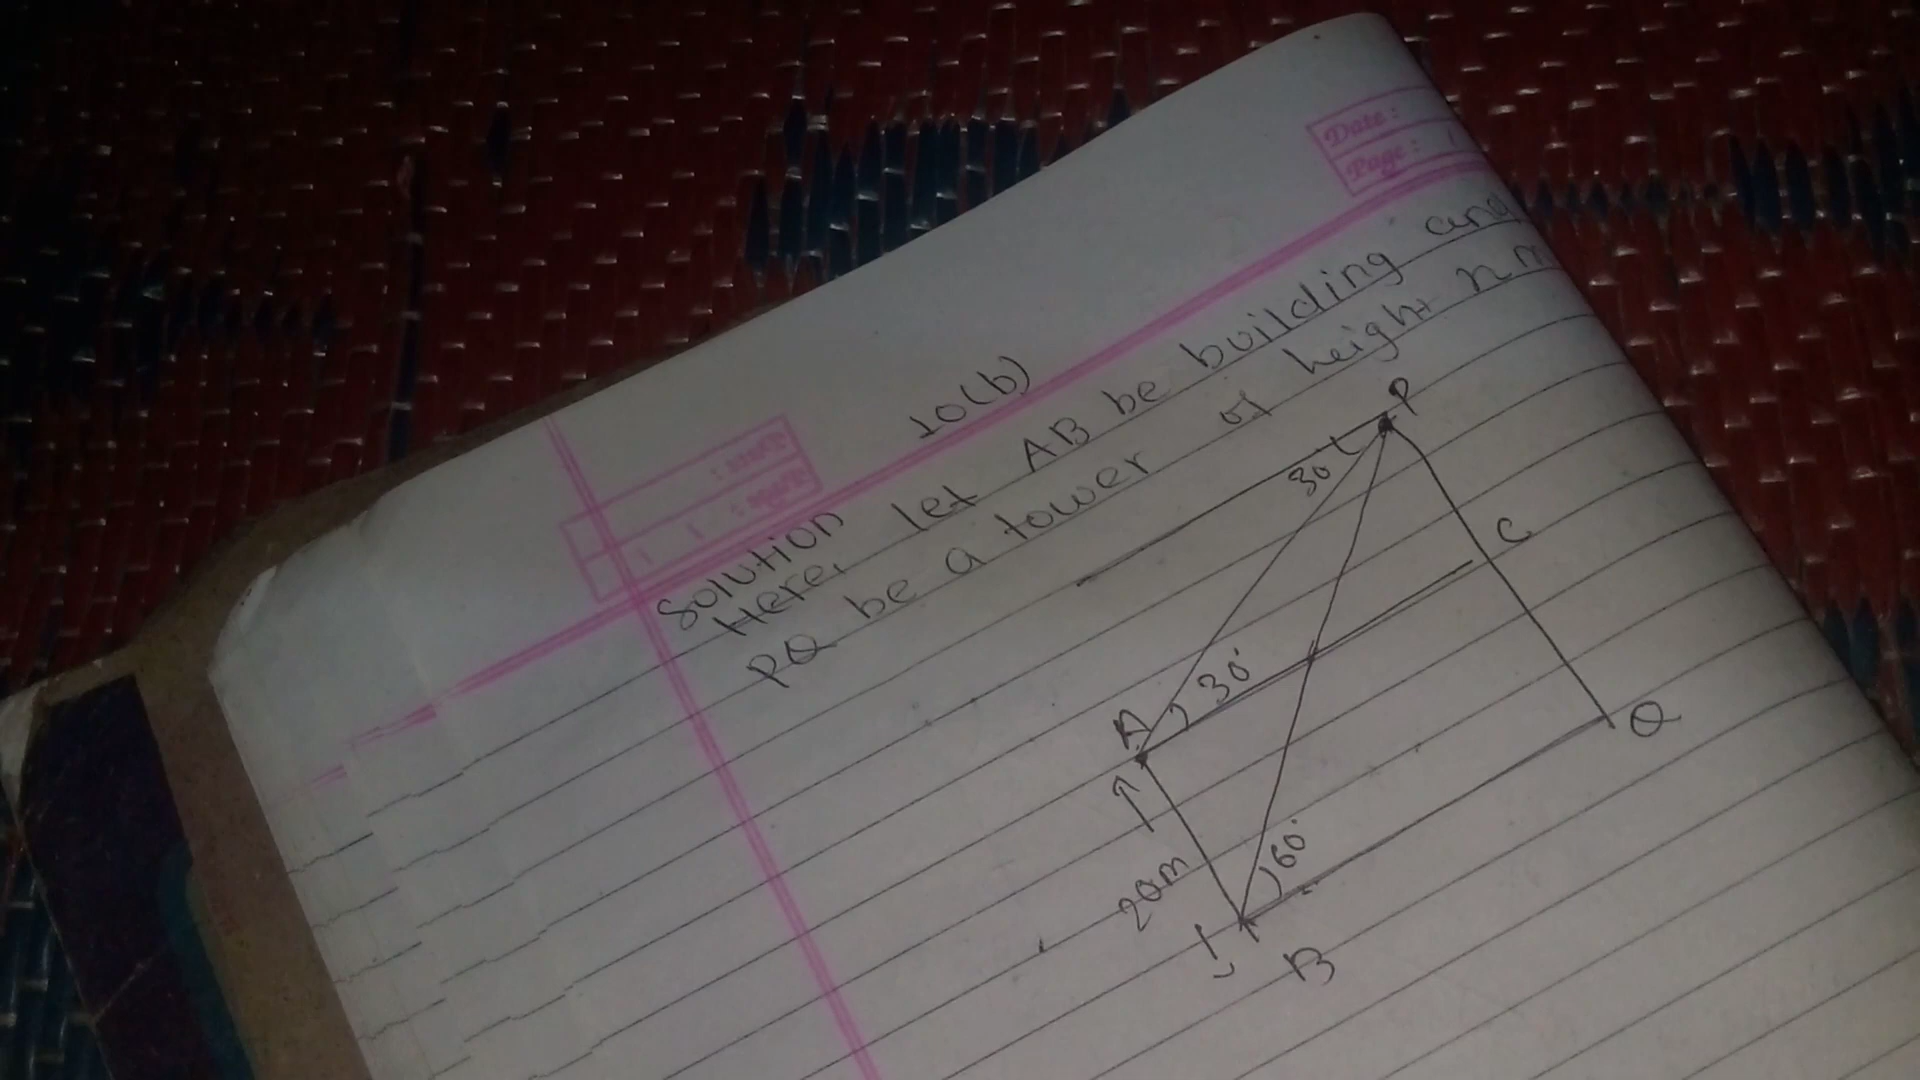 Date:
Page:
10(b)
Solution
Here, let AB be building and
PQ be a tower of height x m
P
30
C
A
30°
Q
20m
60°
B